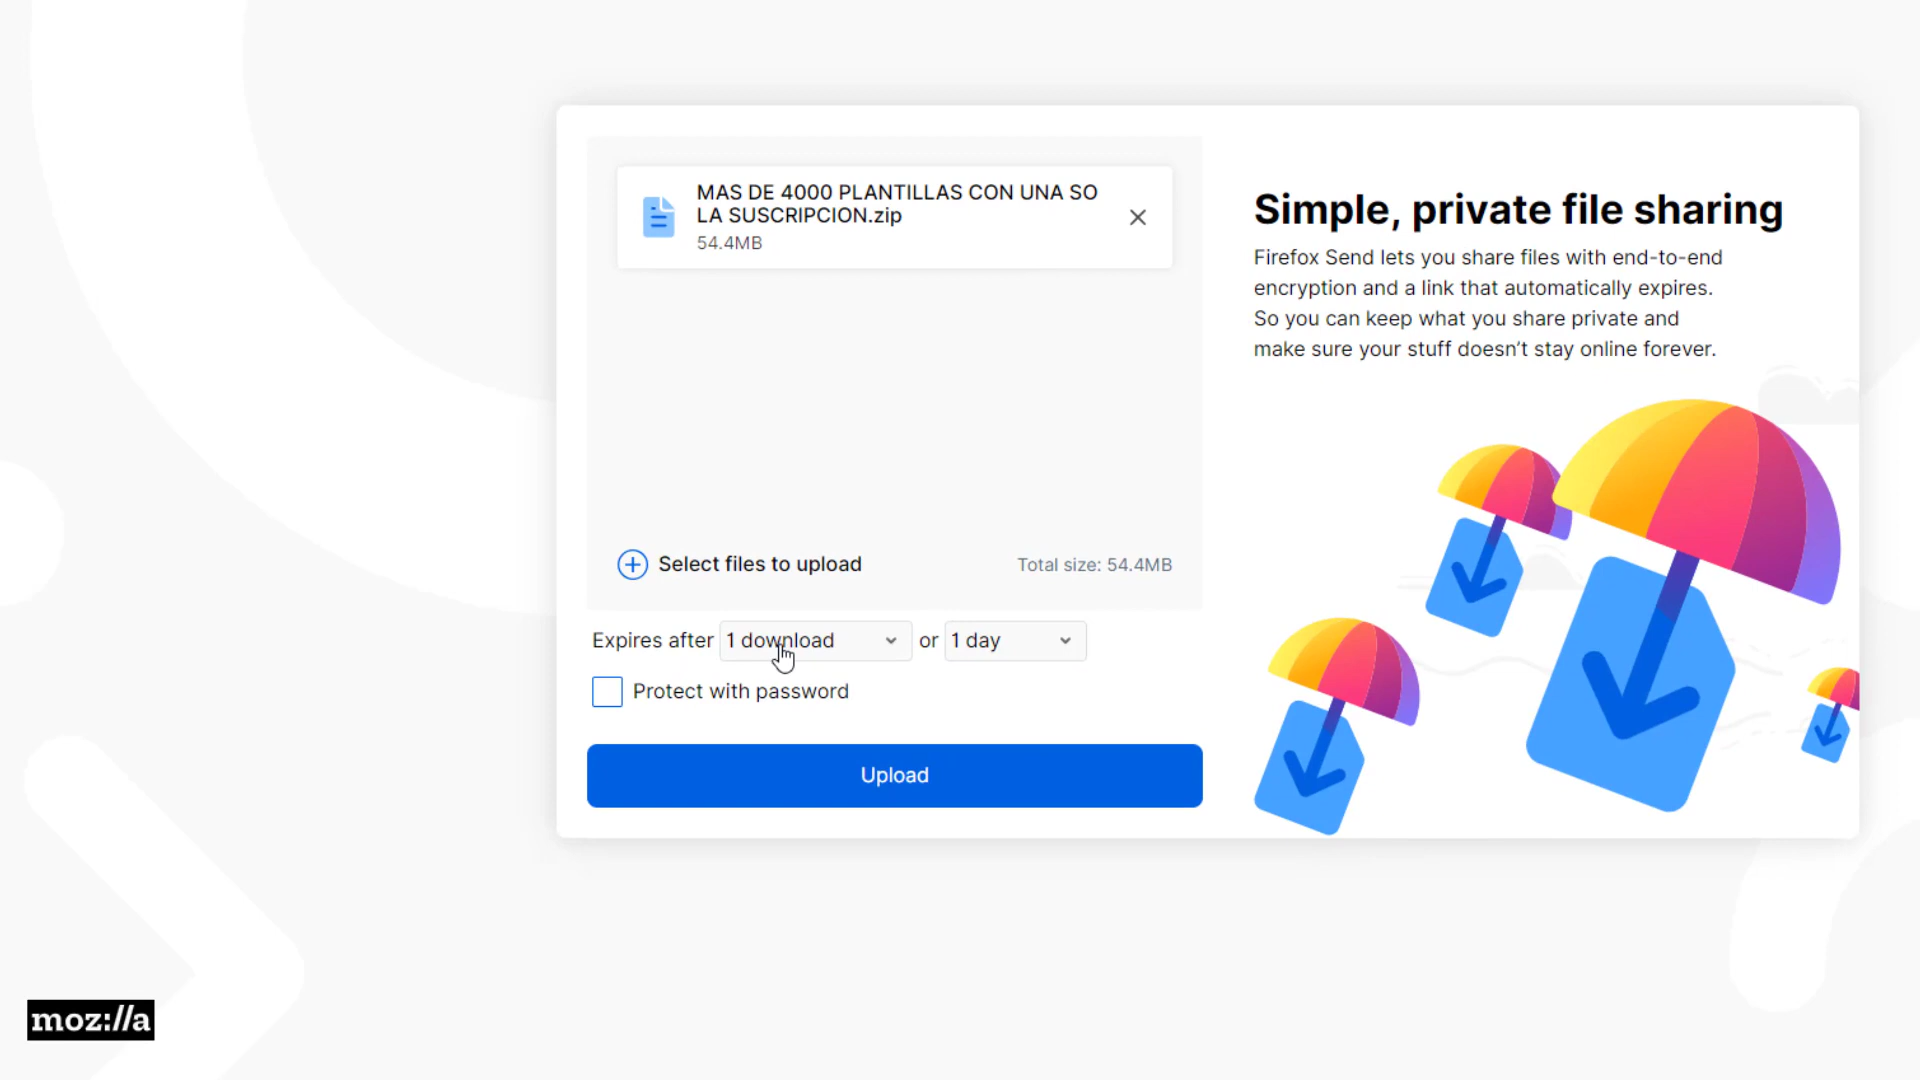 MAS DE 4000 PLANTILLAS CON UNA SO
LA SUSCRIPCION.zip
54.4MB
Select files to upload
Total size: 54.4MB
Expires after 1 download or 1 day
Protect with password
Upload
Simple, private file sharing
Firefox Send lets you share files with end-to-end
encryption and a link that automatically expires.
So you can keep what you share private and
make sure your stuff doesn’t stay online forever.
moz://a